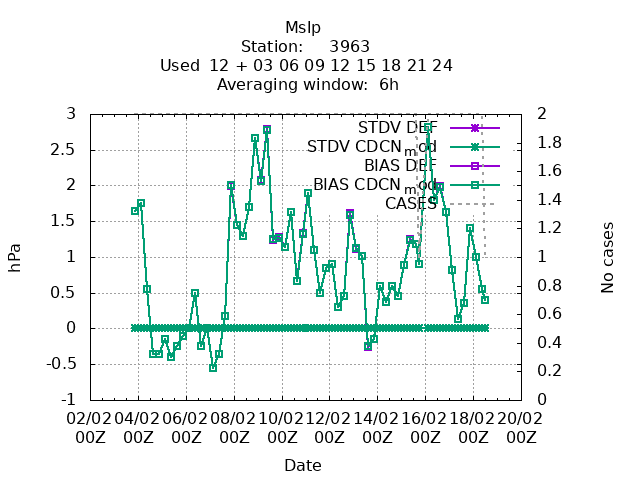 Mslp
Station: 3963
Used 12 + 03 06 09 12 15 18 21 24
Averaging window: 6h
STDV DEF
STDV CDCN_mod
BIAS DEF
BIAS CDCN_mod
CASES
3
2.5
2
1.5
1
0.5
0
-0.5
-1
2
1.8
1.6
1.4
1.2
1
0.8
0.6
0.4
0.2
0
hPa
No cases
02/02 04/02 06/02 08/02 10/02 12/02 14/02 16/02 18/02 20/02
00Z 00Z 00Z 00Z 00Z 00Z 00Z 00Z 00Z 00Z
Date